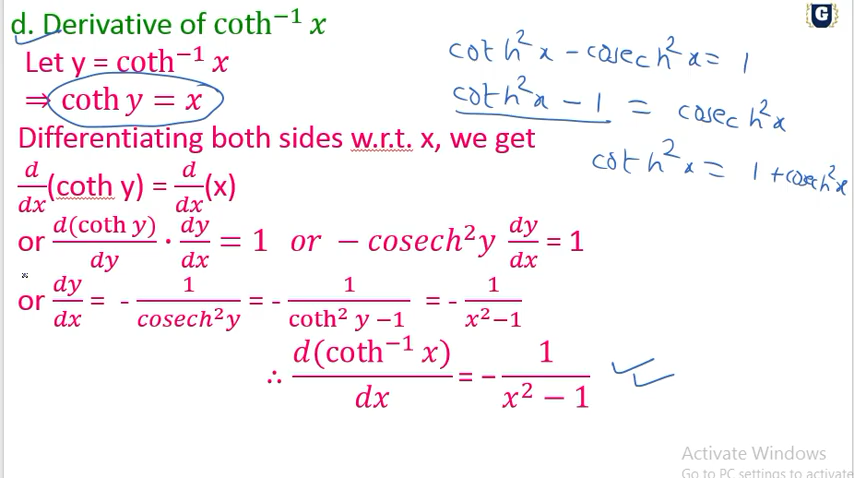 d. Derivative of coth⁻¹ x
Let y = coth⁻¹ x
⇒ coth y = x
Differentiating both sides w.r.t. x, we get
d/dx (coth y) = d/dx (x)
or d(coth y)/dy · dy/dx = 1 or − cosech²y dy/dx = 1
or dy/dx = - 1/cosech²y = - 1/(coth² y −1) = - 1/(x²−1)
∴ d(coth⁻¹ x)/dx = − 1/(x² − 1)
coth²x − cosech²x = 1
coth²x − 1 = cosech²x
coth²x = 1 + cosech²x
G
Activate Windows
Go to PC settings to activate